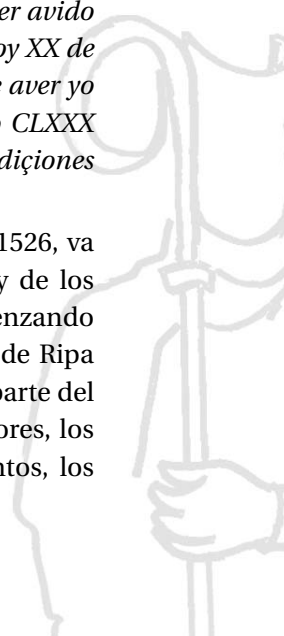 er avido
oy XX de
e aver yo
o CLXXX
diçiones
1526, va
y de los
enzando
de Ripa
parte del
ores, los
ntos, los